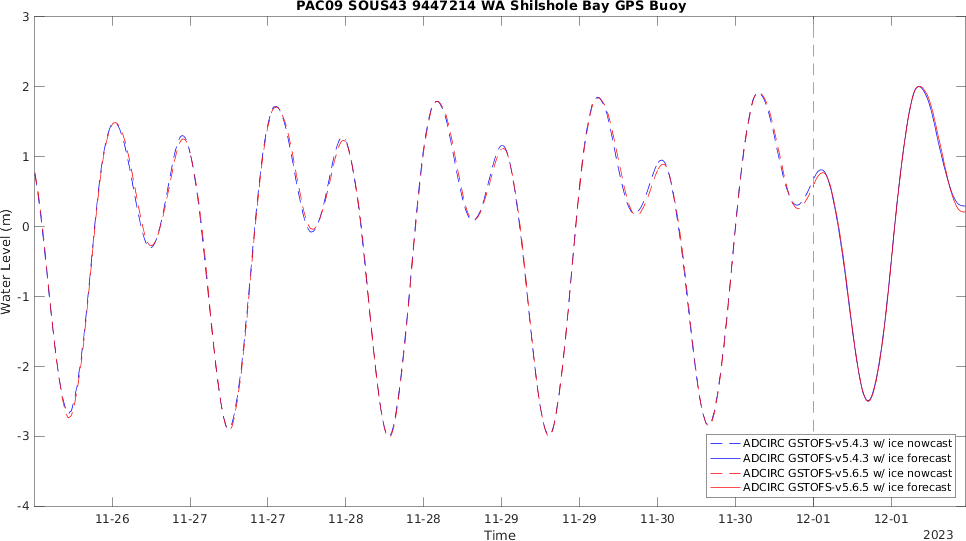 PAC09 SOUS43 9447214 WA Shilshole Bay GPS Buoy
3
2
1
0
-1
-2
-3
-4
Water Level (m)
11-26
11-27
11-27
11-28
11-28
11-29
11-29
11-30
11-30
12-01
12-01
Time
2023
ADCIRC GSTOFS-v5.4.3 w/ ice nowcast
ADCIRC GSTOFS-v5.4.3 w/ ice forecast
ADCIRC GSTOFS-v5.6.5 w/ ice nowcast
ADCIRC GSTOFS-v5.6.5 w/ ice forecast